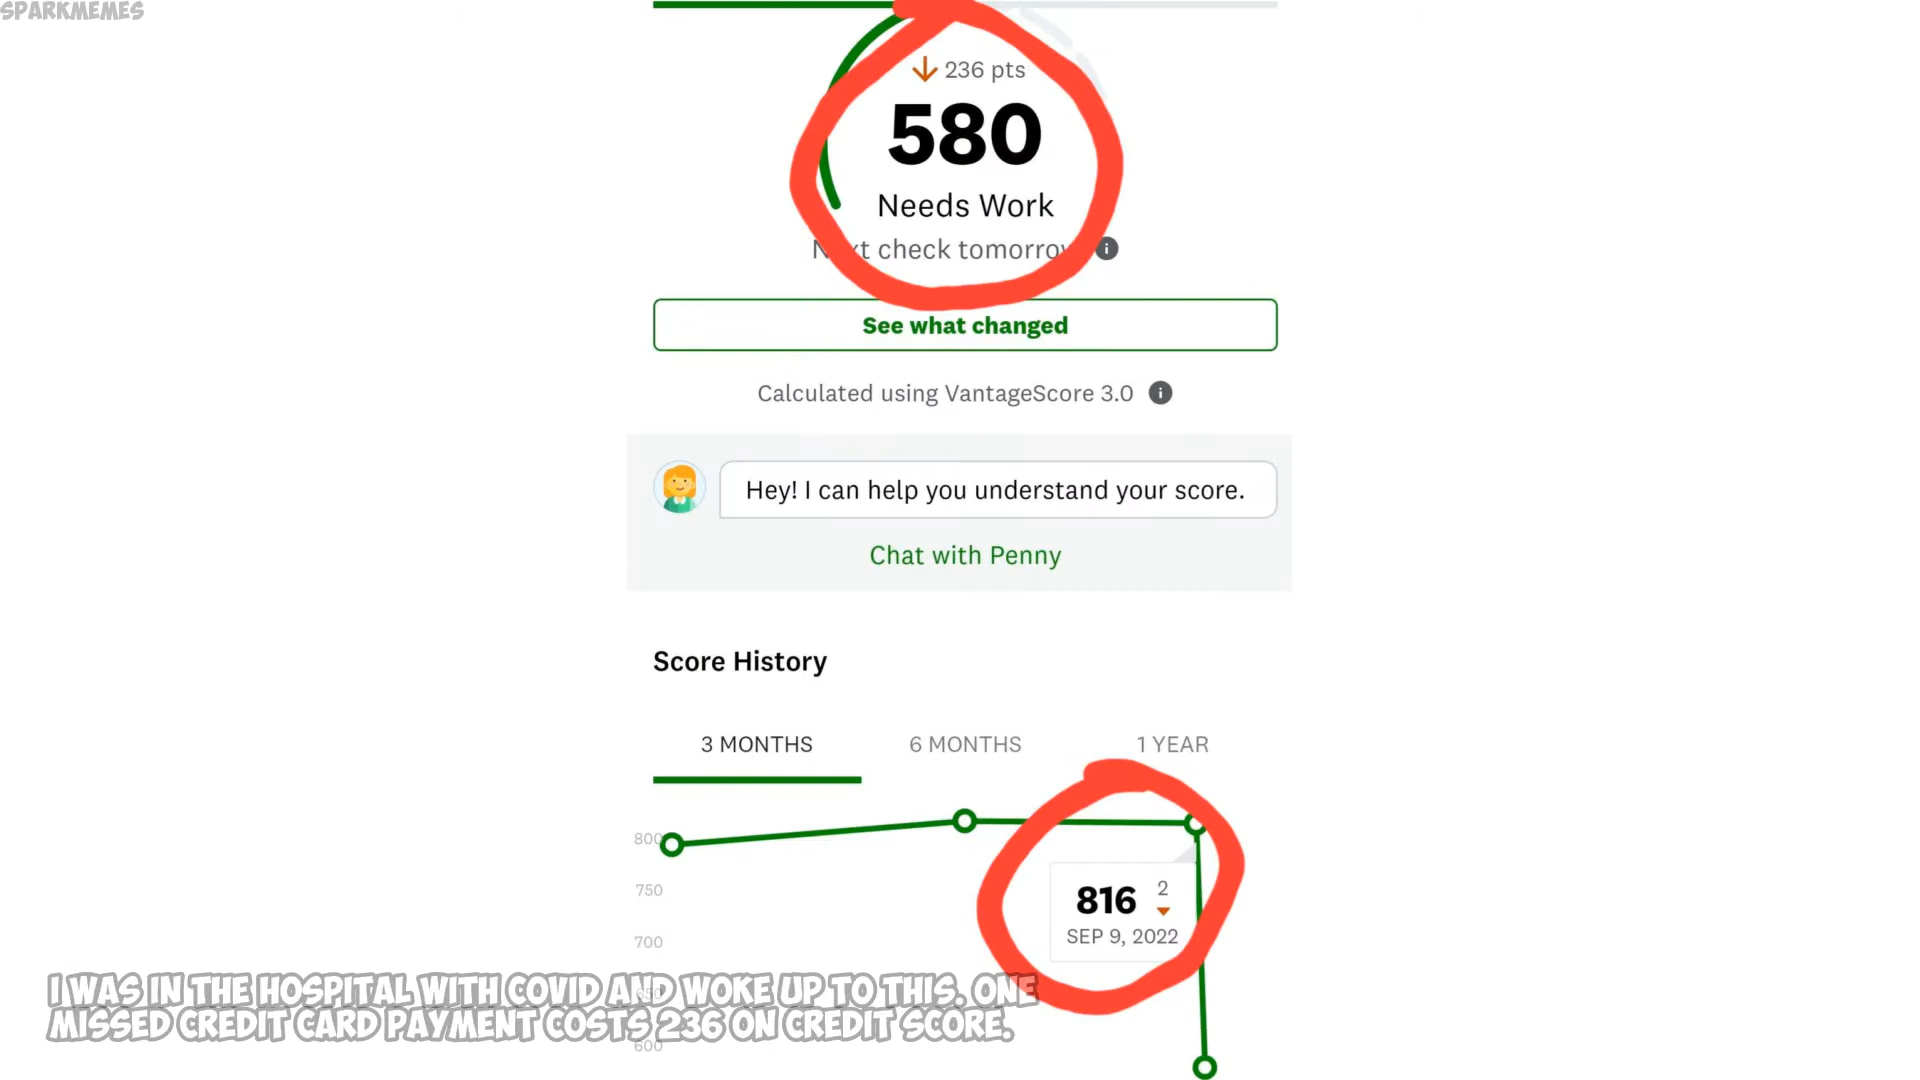 SPARKMEMES
236 pts
580
Needs Work
Next check tomorrow
See what changed
Calculated using VantageScore 3.0
Hey! I can help you understand your score.
Chat with Penny
Score History
3 MONTHS 6 MONTHS 1 YEAR
800
750
816 2
SEP 9, 2022
700
650
I WAS IN THE HOSPITAL WITH COVID AND WOKE UP TO THIS. ONE
MISSED CREDIT CARD PAYMENT COSTS 236 ON CREDIT SCORE.
600